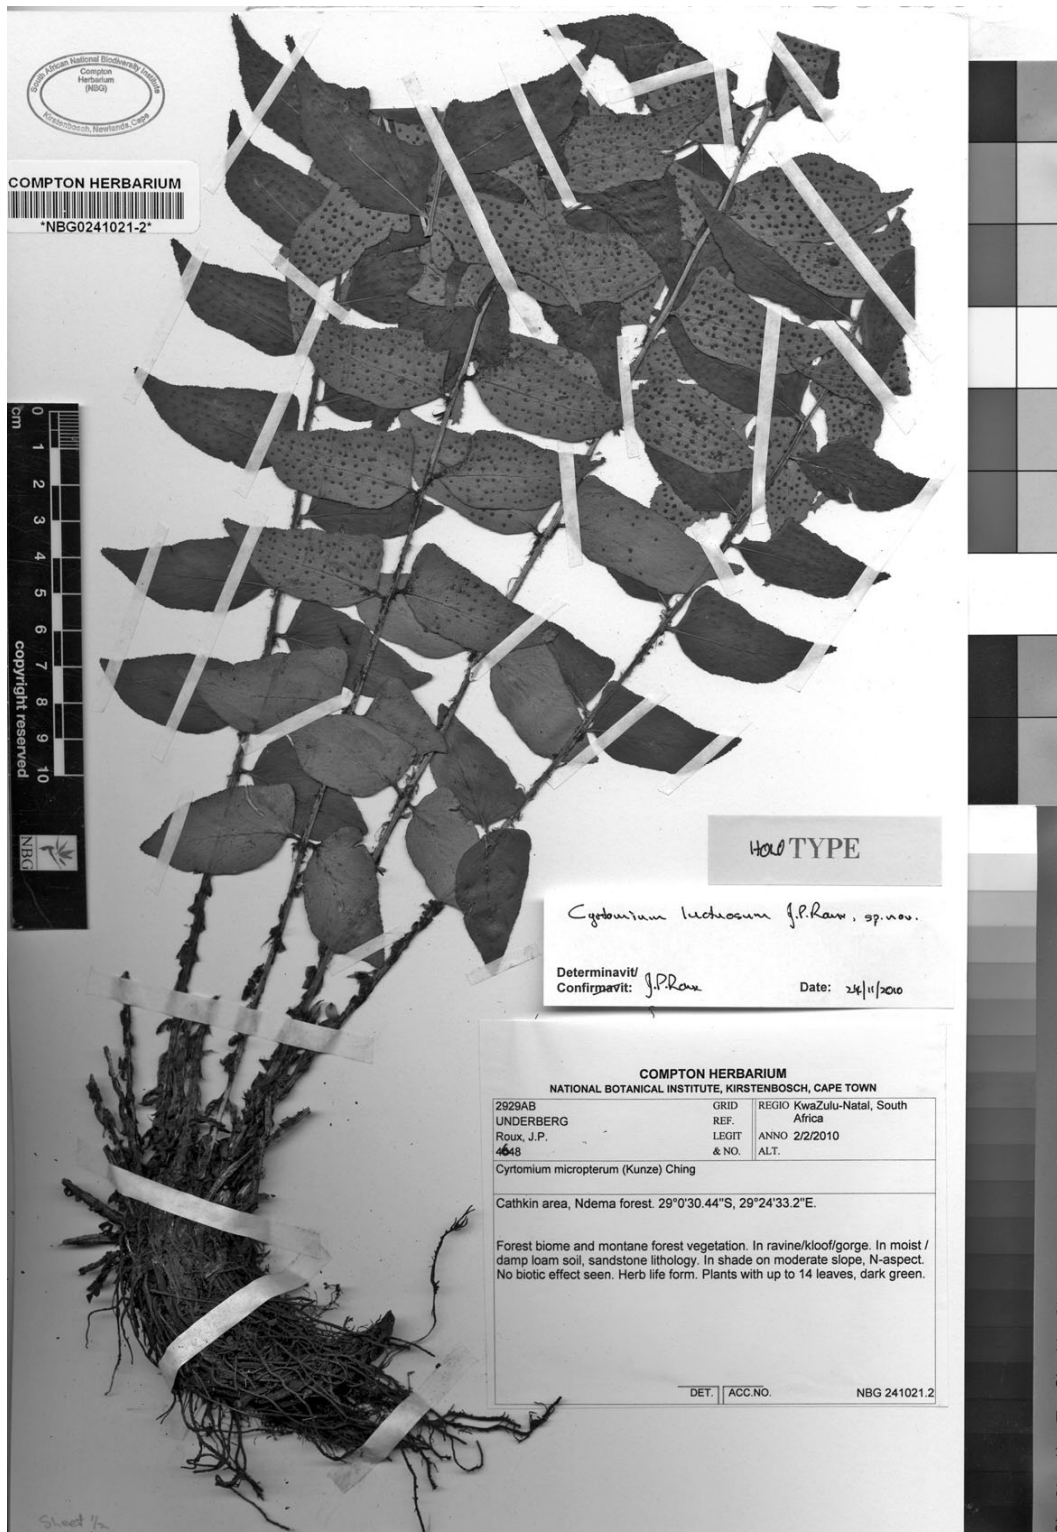 South African National Biodiversity Institute
Compton
Herbarium
(NBG)
Kirstenbosch, Newlands, Cape
COMPTON HERBARIUM
*NBG0241021-2*
cm
0
1
2
3
4
5
6
7
8
9
10
copyright reserved
NBG
HOLO TYPE
Cyrtomium luctuosum J.P.Roux, sp. nov.
Determinavit/
Confirmavit: J.P.Roux Date: 24/11/2010
COMPTON HERBARIUM
NATIONAL BOTANICAL INSTITUTE, KIRSTENBOSCH, CAPE TOWN
2929AB GRID REGIO KwaZulu-Natal, South
UNDERBERG REF. Africa
Roux, J.P. LEGIT ANNO 2/2/2010
4648 & NO. ALT.
Cyrtomium micropterum (Kunze) Ching
Cathkin area, Ndema forest. 29°0'30.44"S, 29°24'33.2"E.
Forest biome and montane forest vegetation. In ravine/kloof/gorge. In moist /
damp loam soil, sandstone lithology. In shade on moderate slope, N-aspect.
No biotic effect seen. Herb life form. Plants with up to 14 leaves, dark green.
DET. ACC.NO. NBG 241021.2
Sheet 1/2